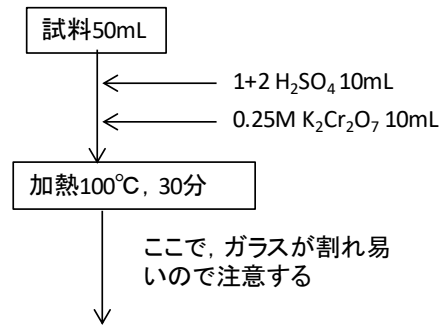 試料50mL
1+2 H₂SO₄ 10mL
0.25M K₂Cr₂O₇ 10mL
加熱100℃, 30分
ここで, ガラスが割れ易
いので注意する